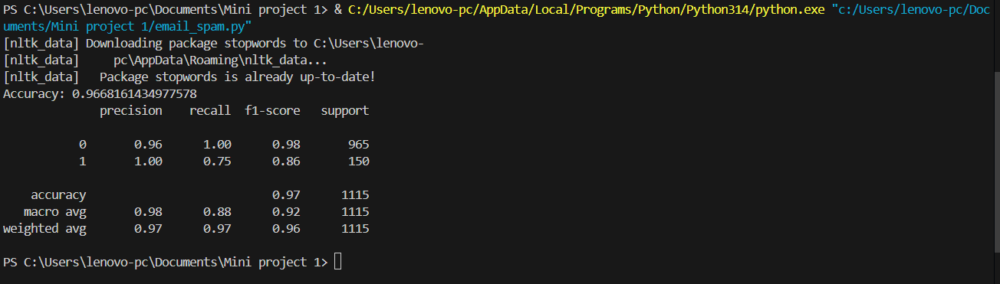 PS C:\Users\lenovo-pc\Documents\Mini project 1> & C:/Users/lenovo-pc/AppData/Local/Programs/Python/Python314/python.exe "c:/Users/lenovo-pc/Doc
uments/Mini project 1/email_spam.py"
[nltk_data] Downloading package stopwords to C:\Users\lenovo-
[nltk_data]     pc\AppData\Roaming\nltk_data...
[nltk_data]   Package stopwords is already up-to-date!
Accuracy: 0.9668161434977578
              precision    recall  f1-score   support

           0       0.96      1.00      0.98       965
           1       1.00      0.75      0.86       150

    accuracy                           0.97      1115
   macro avg       0.98      0.88      0.92      1115
weighted avg       0.97      0.97      0.96      1115

PS C:\Users\lenovo-pc\Documents\Mini project 1>